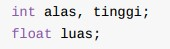 int alas, tinggi;
float luas;